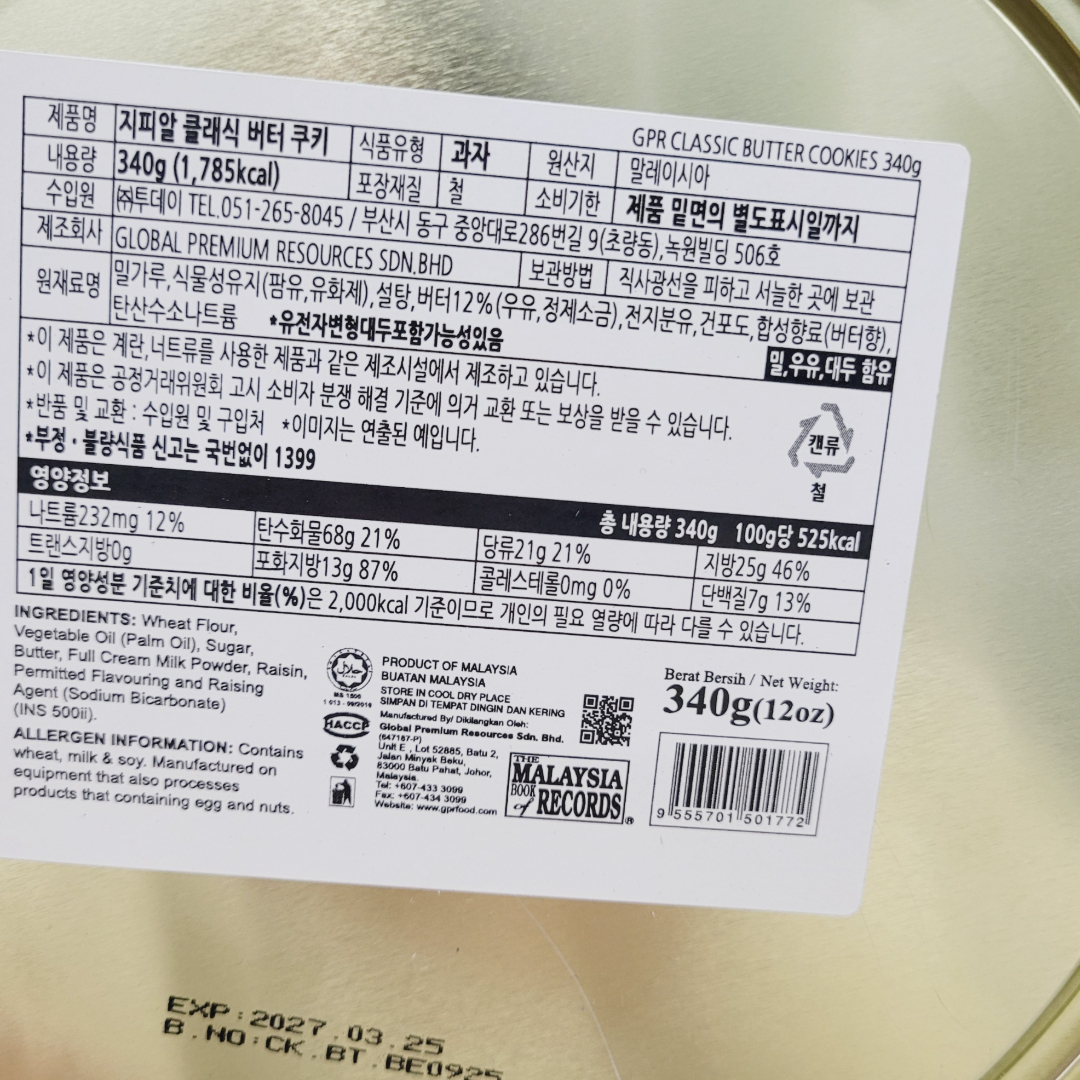 GPR CLASSIC BUTTER COOKIES 340g
제품명 지피알 클래식 버터 쿠키 식품유형 과자 원산지 말레이시아
내용량 340g (1,785kcal) 포장재질 철 소비기한 제품 밑면의 별도표시일까지
수입원 ㈜투데이 TEL.051-265-8045 / 부산시 동구 중앙대로286번길 9(초량동),녹원빌딩 506호
제조회사 GLOBAL PREMIUM RESOURCES SDN.BHD 보관방법 직사광선을 피하고 서늘한 곳에 보관
원재료명 밀가루,식물성유지(팜유,유화제),설탕,버터12%(우유,정제소금),전지분유,건포도,합성향료(버터향),
탄산수소나트륨 *유전자변형대두포함가능성있음
밀,우유,대두 함유
*이 제품은 계란,너트류를 사용한 제품과 같은 제조시설에서 제조하고 있습니다.
*이 제품은 공정거래위원회 고시 소비자 분쟁 해결 기준에 의거 교환 또는 보상을 받을 수 있습니다.
*반품 및 교환 : 수입원 및 구입처 *이미지는 연출된 예입니다.
*부정·불량식품 신고는 국번없이 1399
캔류
철
영양정보 총 내용량 340g 100g당 525kcal
나트륨232mg 12% 탄수화물68g 21% 당류21g 21% 지방25g 46%
트랜스지방0g 포화지방13g 87% 콜레스테롤0mg 0% 단백질7g 13%
1일 영양성분 기준치에 대한 비율(%)은 2,000kcal 기준이므로 개인의 필요 열량에 따라 다를 수 있습니다.
INGREDIENTS: Wheat Flour,
Vegetable Oil (Palm Oil), Sugar,
Butter, Full Cream Milk Powder, Raisin,
Permitted Flavouring and Raising
Agent (Sodium Bicarbonate)
(INS 500ii).
ALLERGEN INFORMATION: Contains
wheat, milk & soy. Manufactured on
equipment that also processes
products that containing egg and nuts.
MS 1500
1 013 - 09/2016
HACCP
PRODUCT OF MALAYSIA
BUATAN MALAYSIA
STORE IN COOL DRY PLACE
SIMPAN DI TEMPAT DINGIN DAN KERING
Manufactured By/ Dikilangkan Oleh:
Global Premium Resources Sdn. Bhd.
(647187-P)
Unit E , Lot 52885, Batu 2,
Jalan Minyak Beku,
83000 Batu Pahat, Johor,
Malaysia.
Tel: +607-433 3099
Fax: +607-434 3099
Website: www.gprfood.com
THE
MALAYSIA
BOOK of RECORDS®
Berat Bersih / Net Weight:
340g(12oz)
9 555701 501772
EXP:2027.03.25
B.NO:CK.BT.BE0925